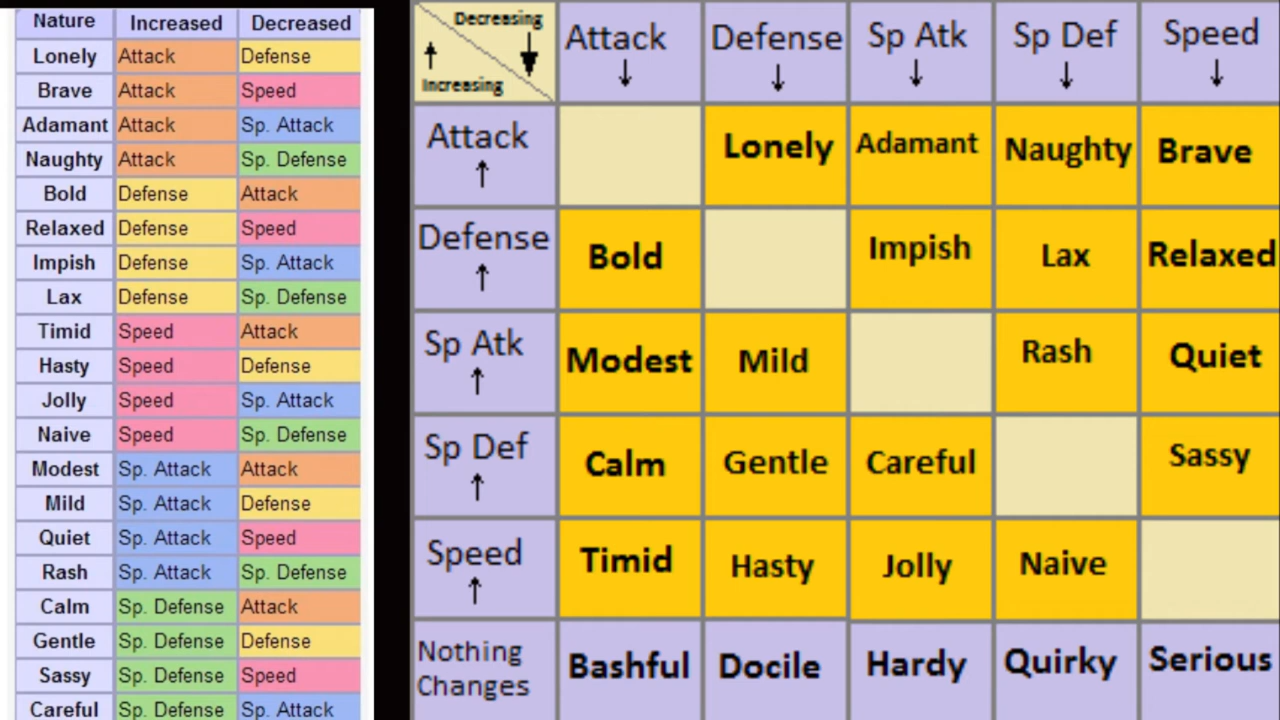 Nature Increased Decreased
Lonely Attack Defense
Brave Attack Speed
Adamant Attack Sp. Attack
Naughty Attack Sp. Defense
Bold Defense Attack
Relaxed Defense Speed
Impish Defense Sp. Attack
Lax Defense Sp. Defense
Timid Speed Attack
Hasty Speed Defense
Jolly Speed Sp. Attack
Naive Speed Sp. Defense
Modest Sp. Attack Attack
Mild Sp. Attack Defense
Quiet Sp. Attack Speed
Rash Sp. Attack Sp. Defense
Calm Sp. Defense Attack
Gentle Sp. Defense Defense
Sassy Sp. Defense Speed
Careful Sp. Defense Sp. Attack
Decreasing
Increasing
Attack Defense Sp Atk Sp Def Speed
Attack Lonely Adamant Naughty Brave
Defense Bold Impish Lax Relaxed
Sp Atk Modest Mild Rash Quiet
Sp Def Calm Gentle Careful Sassy
Speed Timid Hasty Jolly Naive
Nothing
Changes Bashful Docile Hardy Quirky Serious